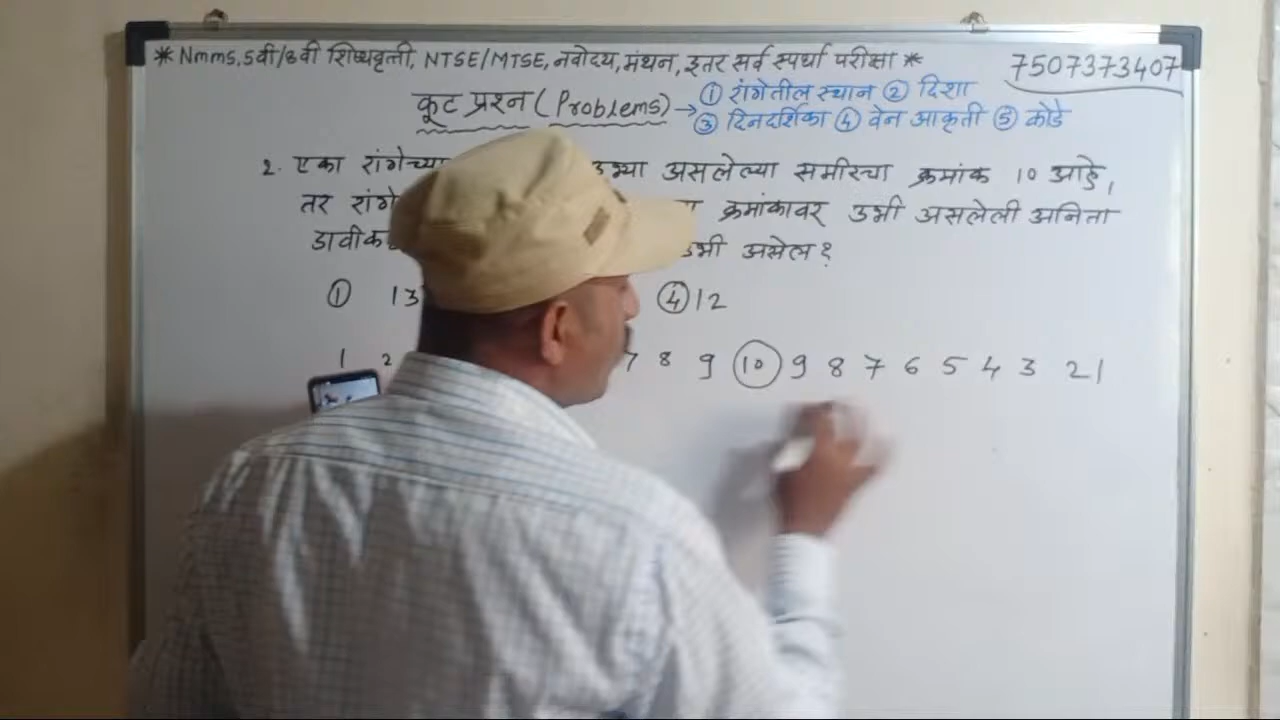 * Nmms, 5वी/8वी शिष्यवृत्ती, NTSE/MTSE, नवोदय, मंथन, इतर सर्व स्पर्धा परीक्षा *
7507373407
कूट प्रश्न (Problems) → ① रांगेतील स्थान ② दिशा
③ दिनदर्शिका ④ वेन आकृती ⑤ कोडे
2. एका रांगेच्या उभ्या असलेल्या समीरचा क्रमांक 10 आहे,
तर रांगे क्रमांकावर उभी असलेली अनिता
डावीक उभी असेल?
① 13 ④ 12
1 2 7 8 9 10 9 8 7 6 5 4 3 2 1